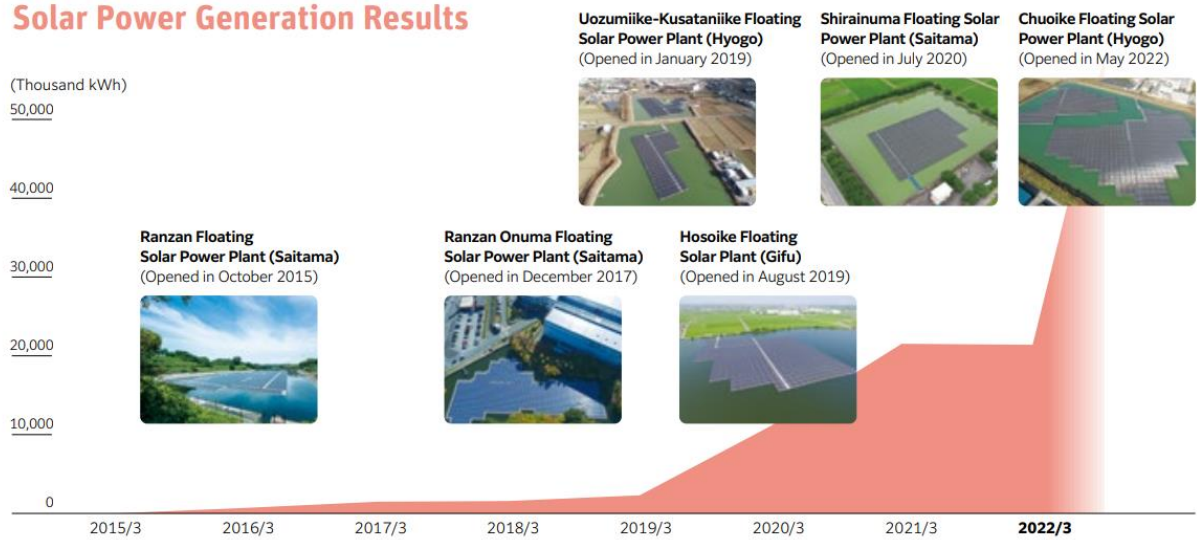 Solar Power Generation Results
Uozumiike-Kusataniike Floating
Solar Power Plant (Hyogo)
(Opened in January 2019)
Shirainuma Floating Solar
Power Plant (Saitama)
(Opened in July 2020)
Chuoike Floating Solar
Power Plant (Hyogo)
(Opened in May 2022)
(Thousand kWh)
50,000
40,000
30,000
20,000
10,000
0
Ranzan Floating
Solar Power Plant (Saitama)
(Opened in October 2015)
Ranzan Onuma Floating
Solar Power Plant (Saitama)
(Opened in December 2017)
Hosoike Floating
Solar Plant (Gifu)
(Opened in August 2019)
2015/3
2016/3
2017/3
2018/3
2019/3
2020/3
2021/3
2022/3